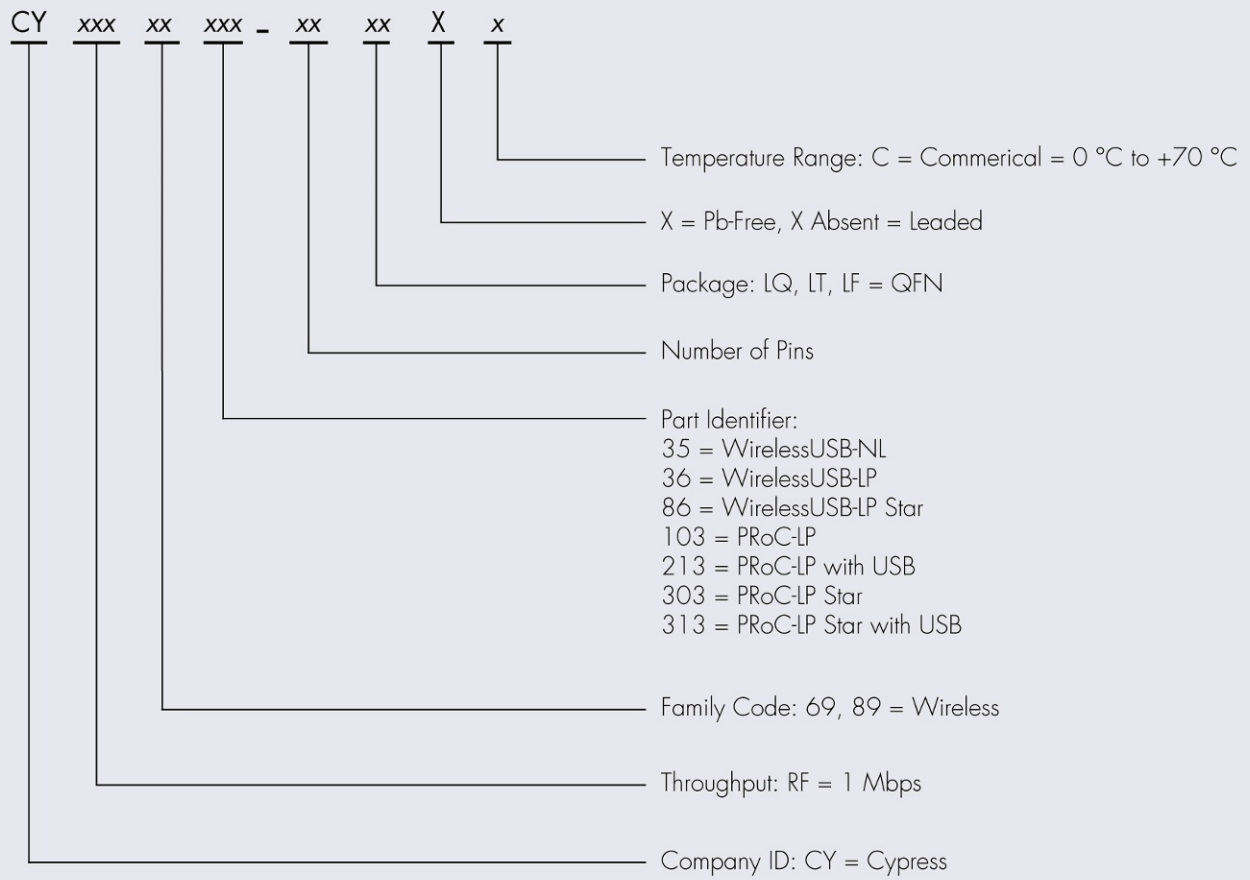 CY xxx xx xxx - xx xx X x
Temperature Range: C = Commerical = 0 °C to +70 °C
X = Pb-Free, X Absent = Leaded
Package: LQ, LT, LF = QFN
Number of Pins
Part Identifier:
35 = WirelessUSB-NL
36 = WirelessUSB-LP
86 = WirelessUSB-LP Star
103 = PRoC-LP
213 = PRoC-LP with USB
303 = PRoC-LP Star
313 = PRoC-LP Star with USB
Family Code: 69, 89 = Wireless
Throughput: RF = 1 Mbps
Company ID: CY = Cypress